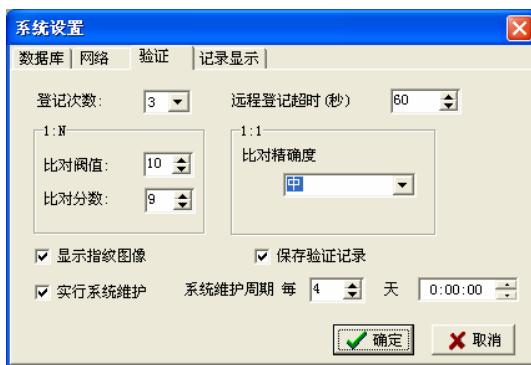 系统设置
数据库 网络 验证 记录显示
登记次数: 3 远程登记超时(秒) 60
1:N 1:1
比对阀值: 10 比对精确度
中
比对分数: 9
显示指纹图像 保存验证记录
实行系统维护 系统维护周期 每 4 天 0:00:00
确定 取消